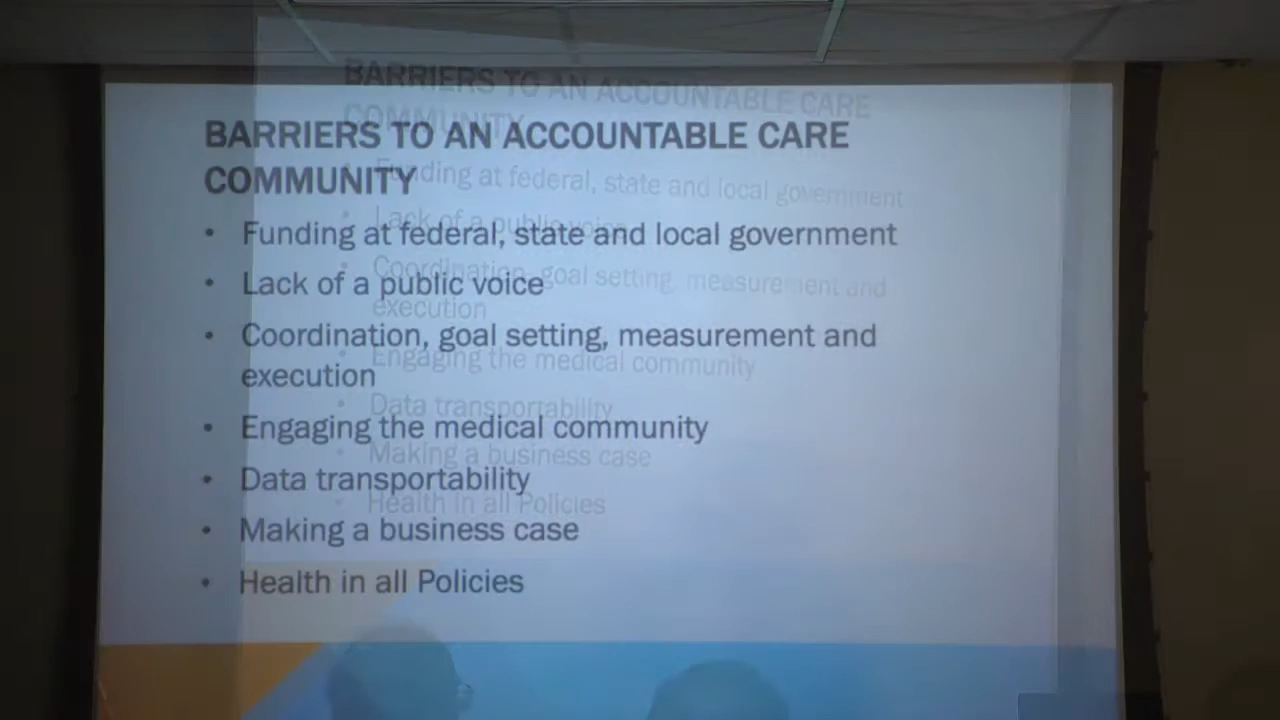 BARRIERS TO AN ACCOUNTABLE CARE
COMMUNITY
• Funding at federal, state and local government
• Lack of a public voice
• Coordination, goal setting, measurement and
execution
• Engaging the medical community
• Data transportability
• Making a business case
• Health in all Policies